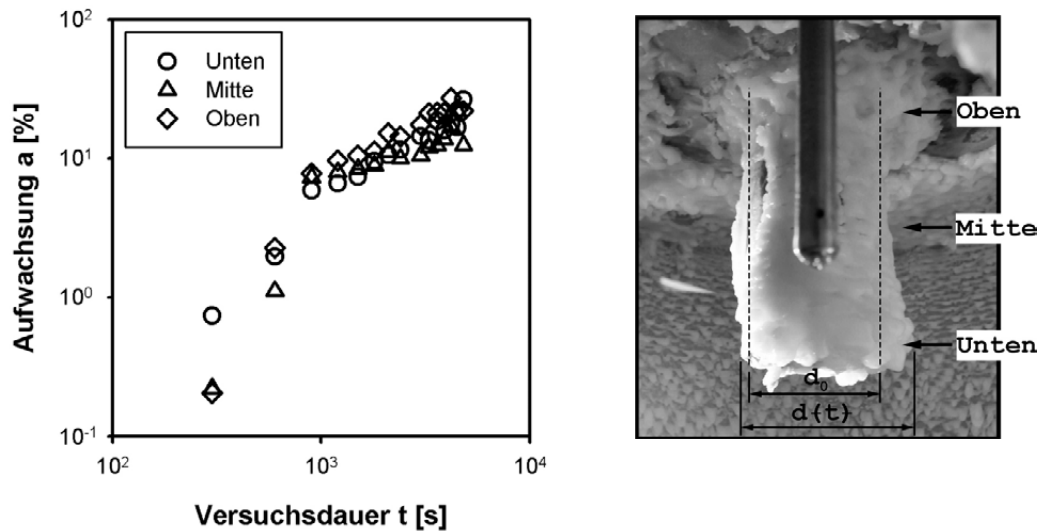 Aufwachsung a [%]
10²
10¹
10⁰
10⁻¹
Unten
Mitte
Oben
10²
10³
10⁴
Versuchsdauer t [s]
Oben
Mitte
Unten
d₀
d(t)